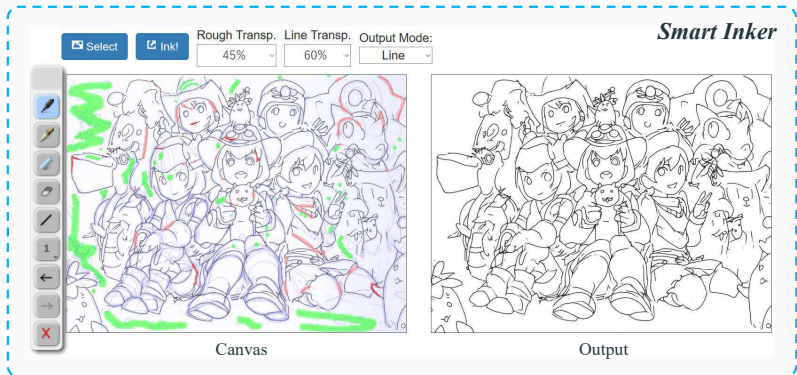 Smart Inker
Select
Ink!
Rough Transp.
45%
Line Transp.
60%
Output Mode:
Line
1
X
Canvas
Output